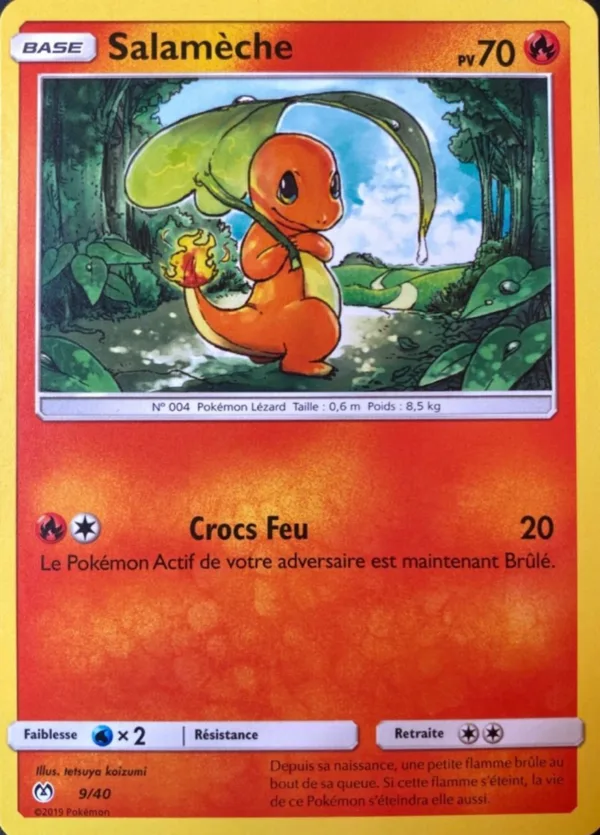 BASE Salamèche PV 70
Nº 004 Pokémon Lézard Taille : 0,6 m Poids : 8,5 kg
Crocs Feu 20
Le Pokémon Actif de votre adversaire est maintenant Brûlé.
Faiblesse ×2 Résistance Retraite
Illus. tetsuya koizumi
9/40
©2019 Pokémon
Depuis sa naissance, une petite flamme brûle au
bout de sa queue. Si cette flamme s'éteint, la vie
de ce Pokémon s'éteindra elle aussi.